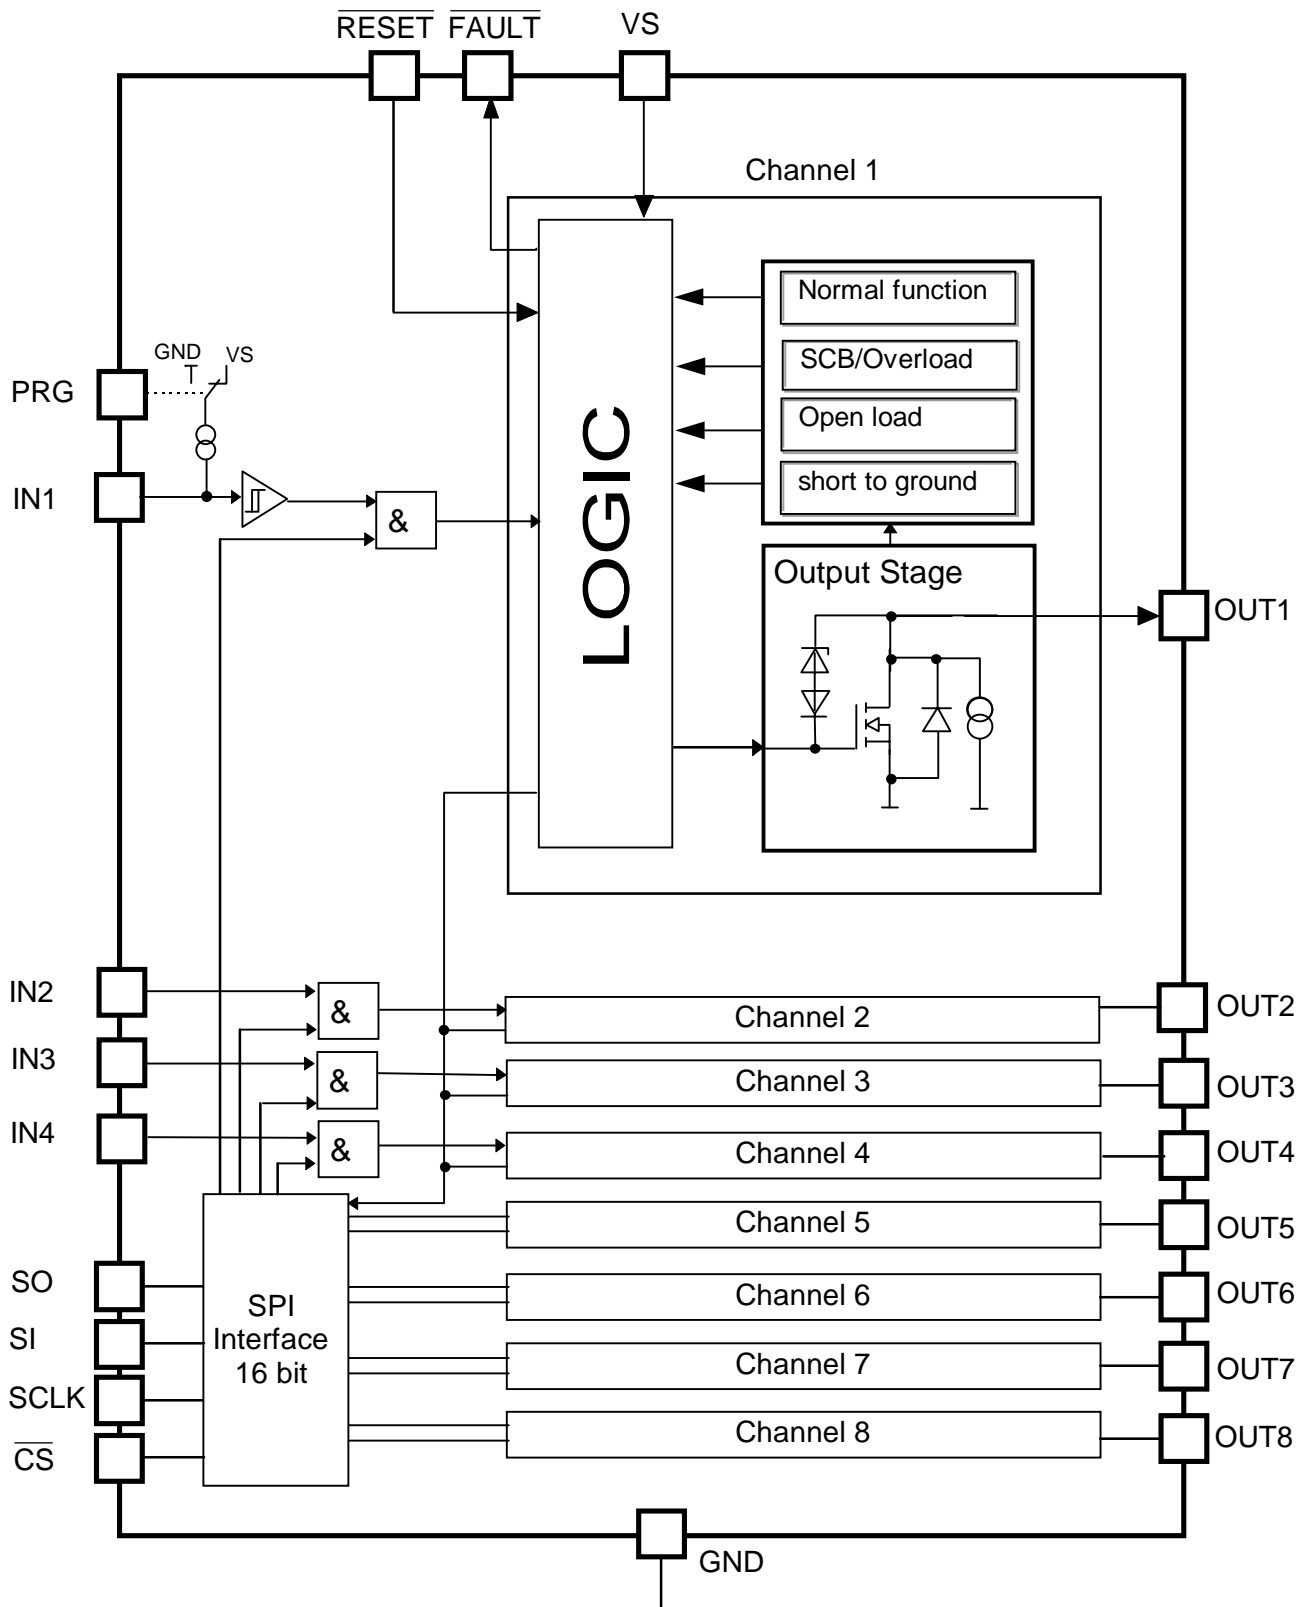 RESET FAULT VS
Channel 1
Normal function
SCB/Overload
Open load
short to ground
GND VS
PRG
IN1
&
LOGIC
Output Stage
OUT1
IN2
&
Channel 2
OUT2
IN3
&
Channel 3
OUT3
IN4
&
Channel 4
OUT4
Channel 5
OUT5
SO
SI
SCLK
CS
SPI
Interface
16 bit
Channel 6
OUT6
Channel 7
OUT7
Channel 8
OUT8
GND